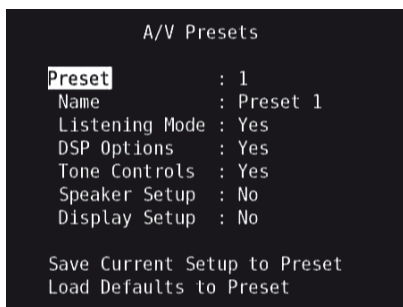 A/V Presets
Preset : 1
Name : Preset 1
Listening Mode : Yes
DSP Options : Yes
Tone Controls : Yes
Speaker Setup : No
Display Setup : No
Save Current Setup to Preset
Load Defaults to Preset